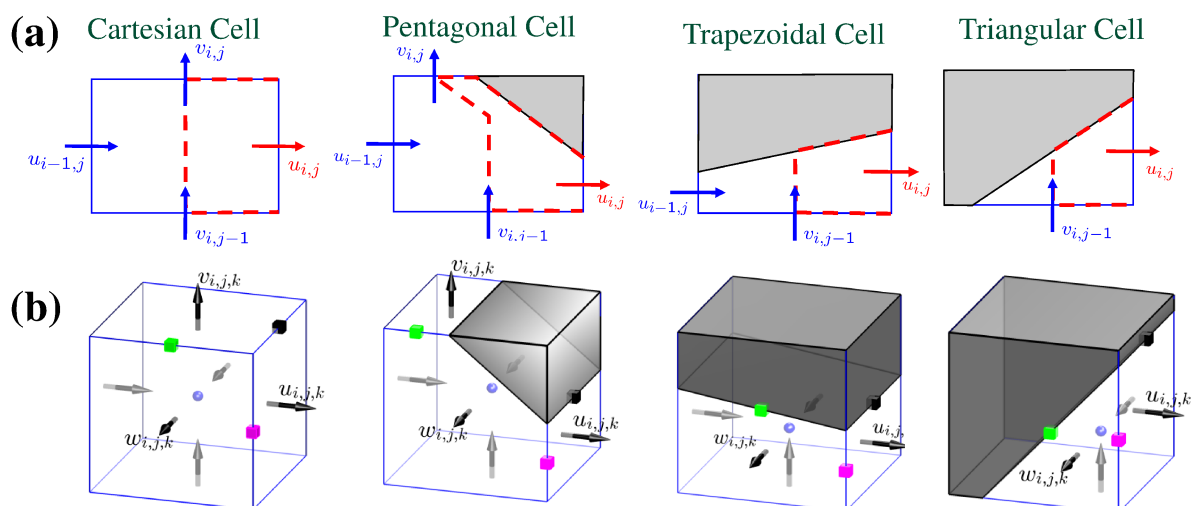 (a)
Cartesian Cell
Pentagonal Cell
Trapezoidal Cell
Triangular Cell
v_{i,j}
u_{i-1,j}
u_{i,j}
v_{i,j-1}
v_{i,j}
u_{i-1,j}
u_{i,j}
v_{i,j-1}
u_{i-1,j}
u_{i,j}
v_{i,j-1}
u_{i,j}
v_{i,j-1}
(b)
v_{i,j,k}
u_{i,j,k}
w_{i,j,k}
v_{i,j,k}
u_{i,j,k}
w_{i,j,k}
u_{i,j,
w_{i,j,k}
u_{i,j,k}
w_{i,j,k}